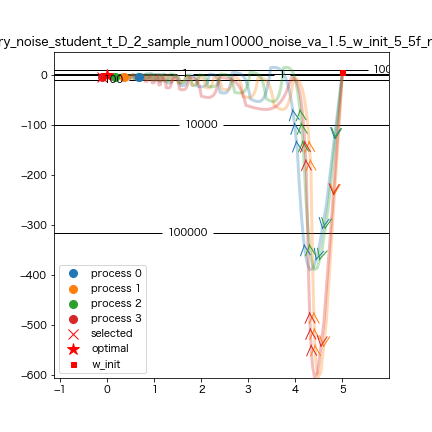 ry_noise_student_t_D_2_sample_num10000_noise_va_1.5_w_init_5_5f_r
0
−100
−200
−300
−400
−500
−600
−1
0
1
2
3
4
5
100
1
1
100
10000
100000
process 0
process 1
process 2
process 3
selected
optimal
w_init